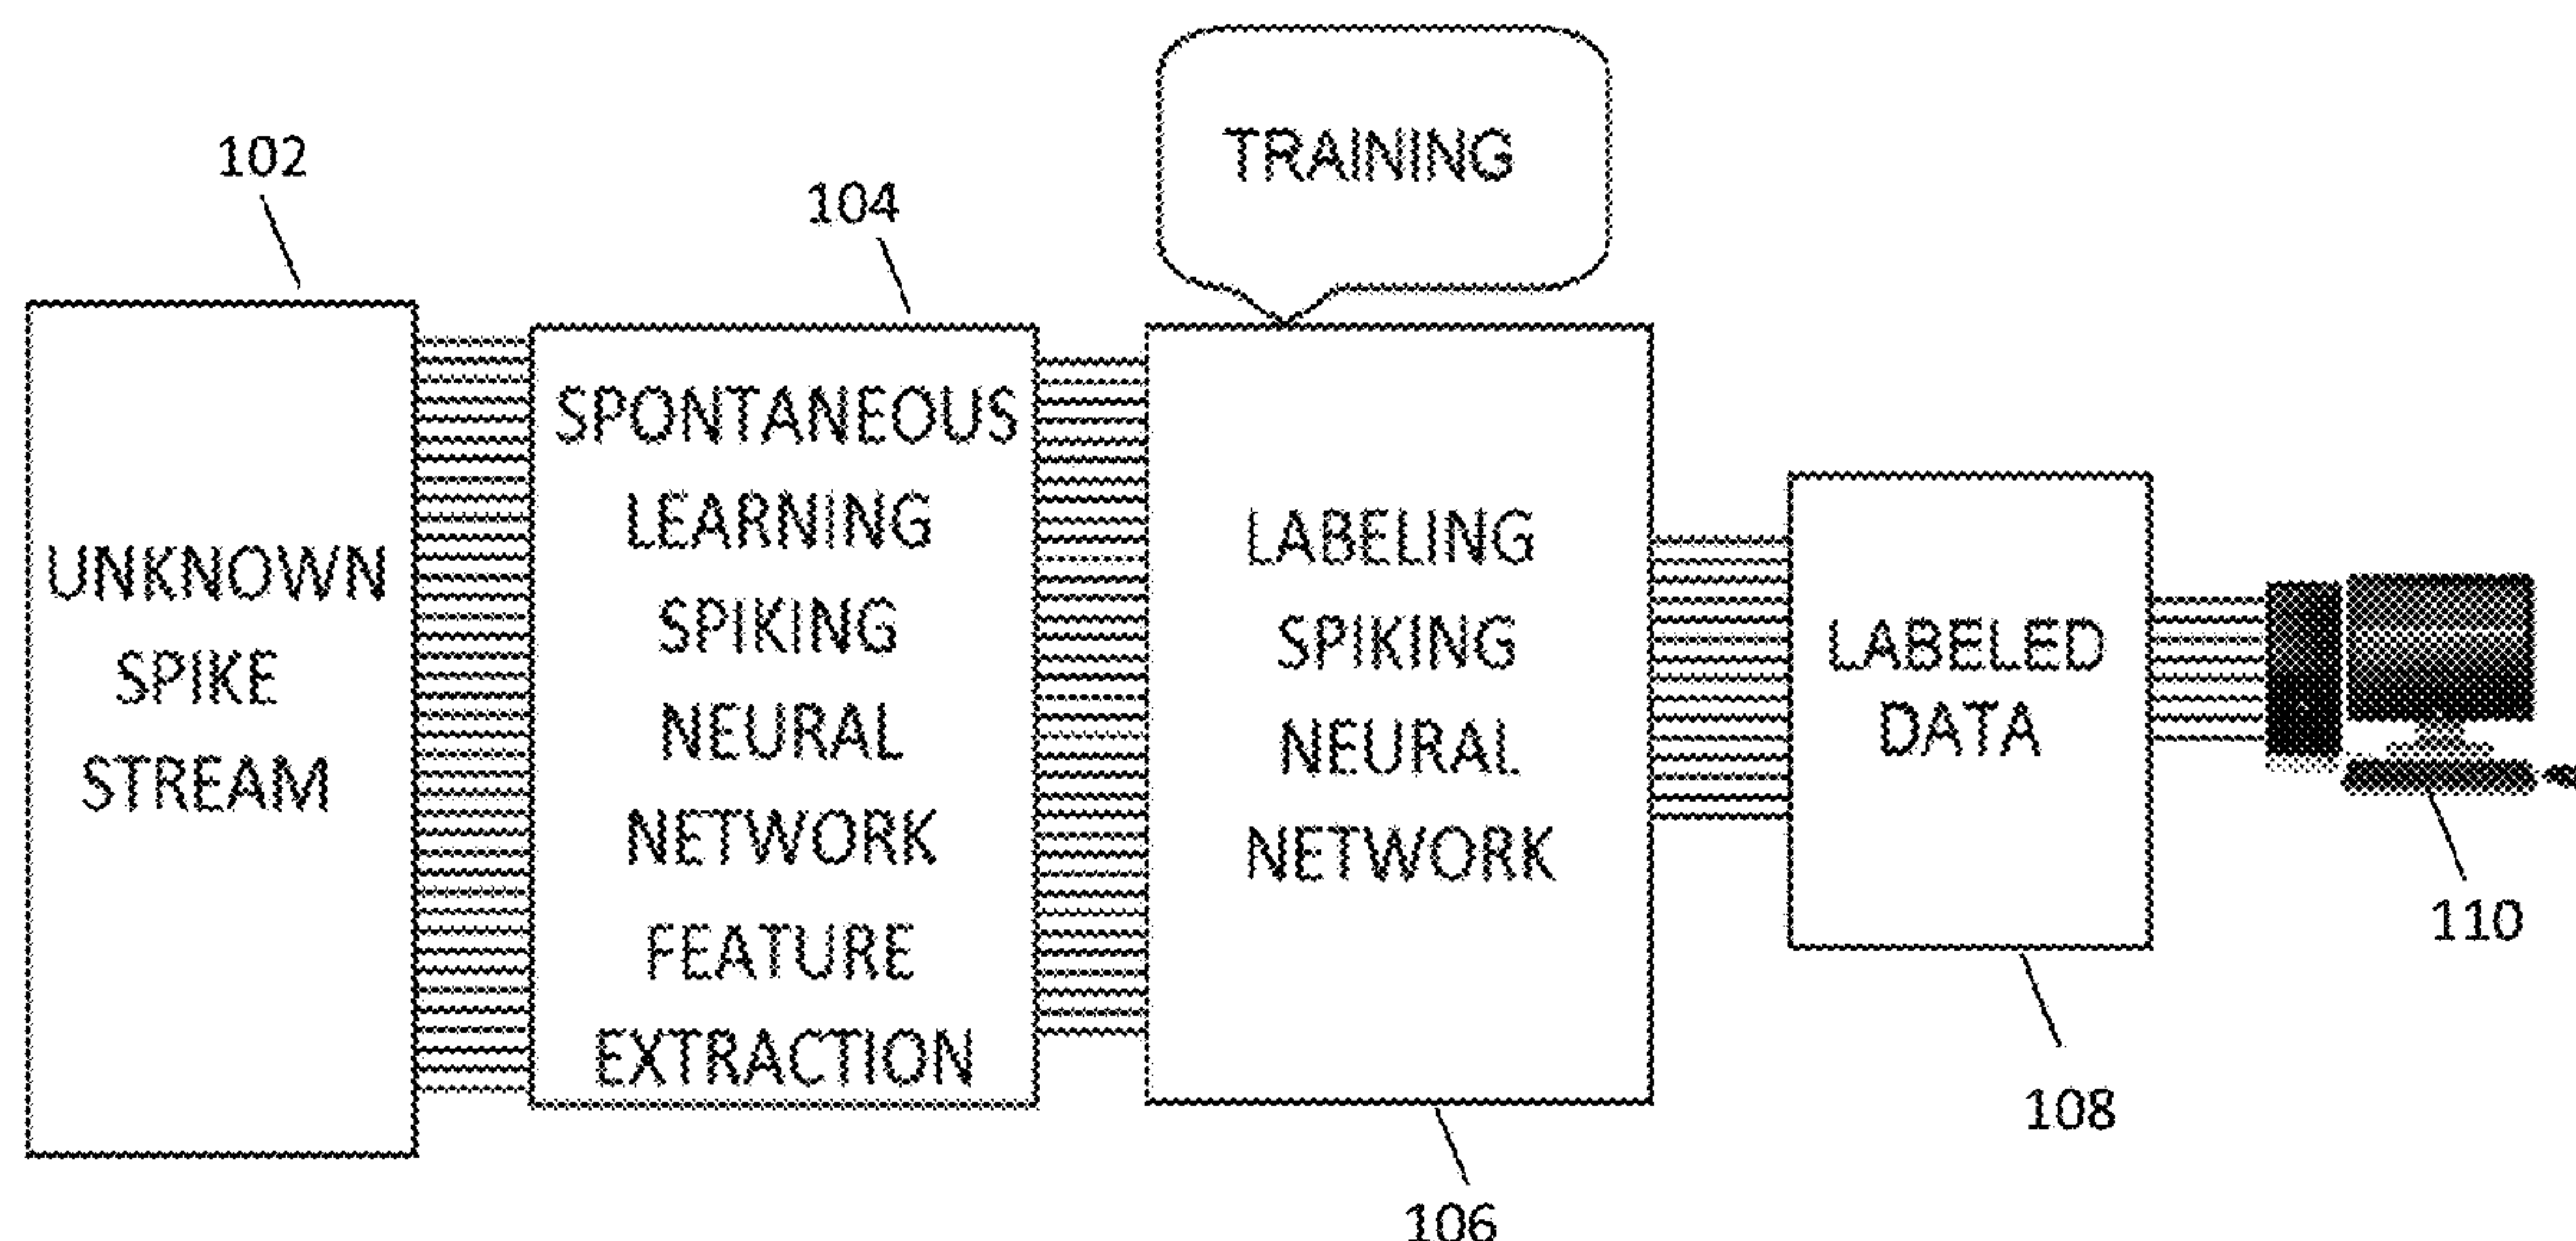 TRAINING
102
104
UNKNOWN
SPIKE
STREAM
SPONTANEOUS
LEARNING
SPIKING
NEURAL
NETWORK
FEATURE
EXTRACTION
LABELING
SPIKING
NEURAL
NETWORK
LABELED
DATA
110
108
106